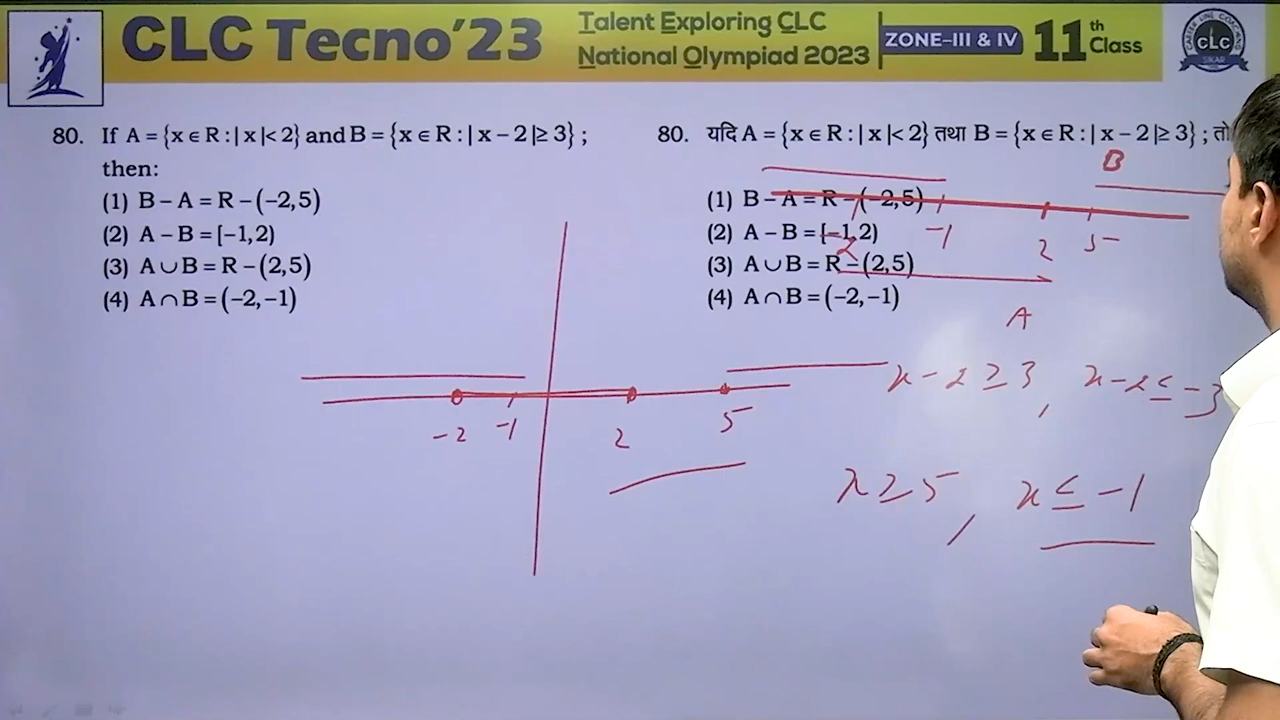 CLC Tecno'23
Talent Exploring CLC
National Olympiad 2023
ZONE–III & IV
11th Class
CLC
SIKAR
80. If A = {x ∈ R : | x |< 2} and B = {x ∈ R : | x − 2 |≥ 3} ;
then:
(1) B − A = R − (−2, 5)
(2) A − B = [−1, 2)
(3) A ∪ B = R − (2, 5)
(4) A ∩ B = (−2, −1)
80. यदि A = {x ∈ R : | x |< 2} तथा B = {x ∈ R : | x − 2 |≥ 3} ; तो
(1) B − A = R − (−2, 5)
(2) A − B = [−1, 2)
(3) A ∪ B = R − (2, 5)
(4) A ∩ B = (−2, −1)
B
-2 -1 2 5
A
x - 2 ≥ 3, x - 2 ≤ -3
x ≥ 5, x ≤ -1
-2 -1 2 5